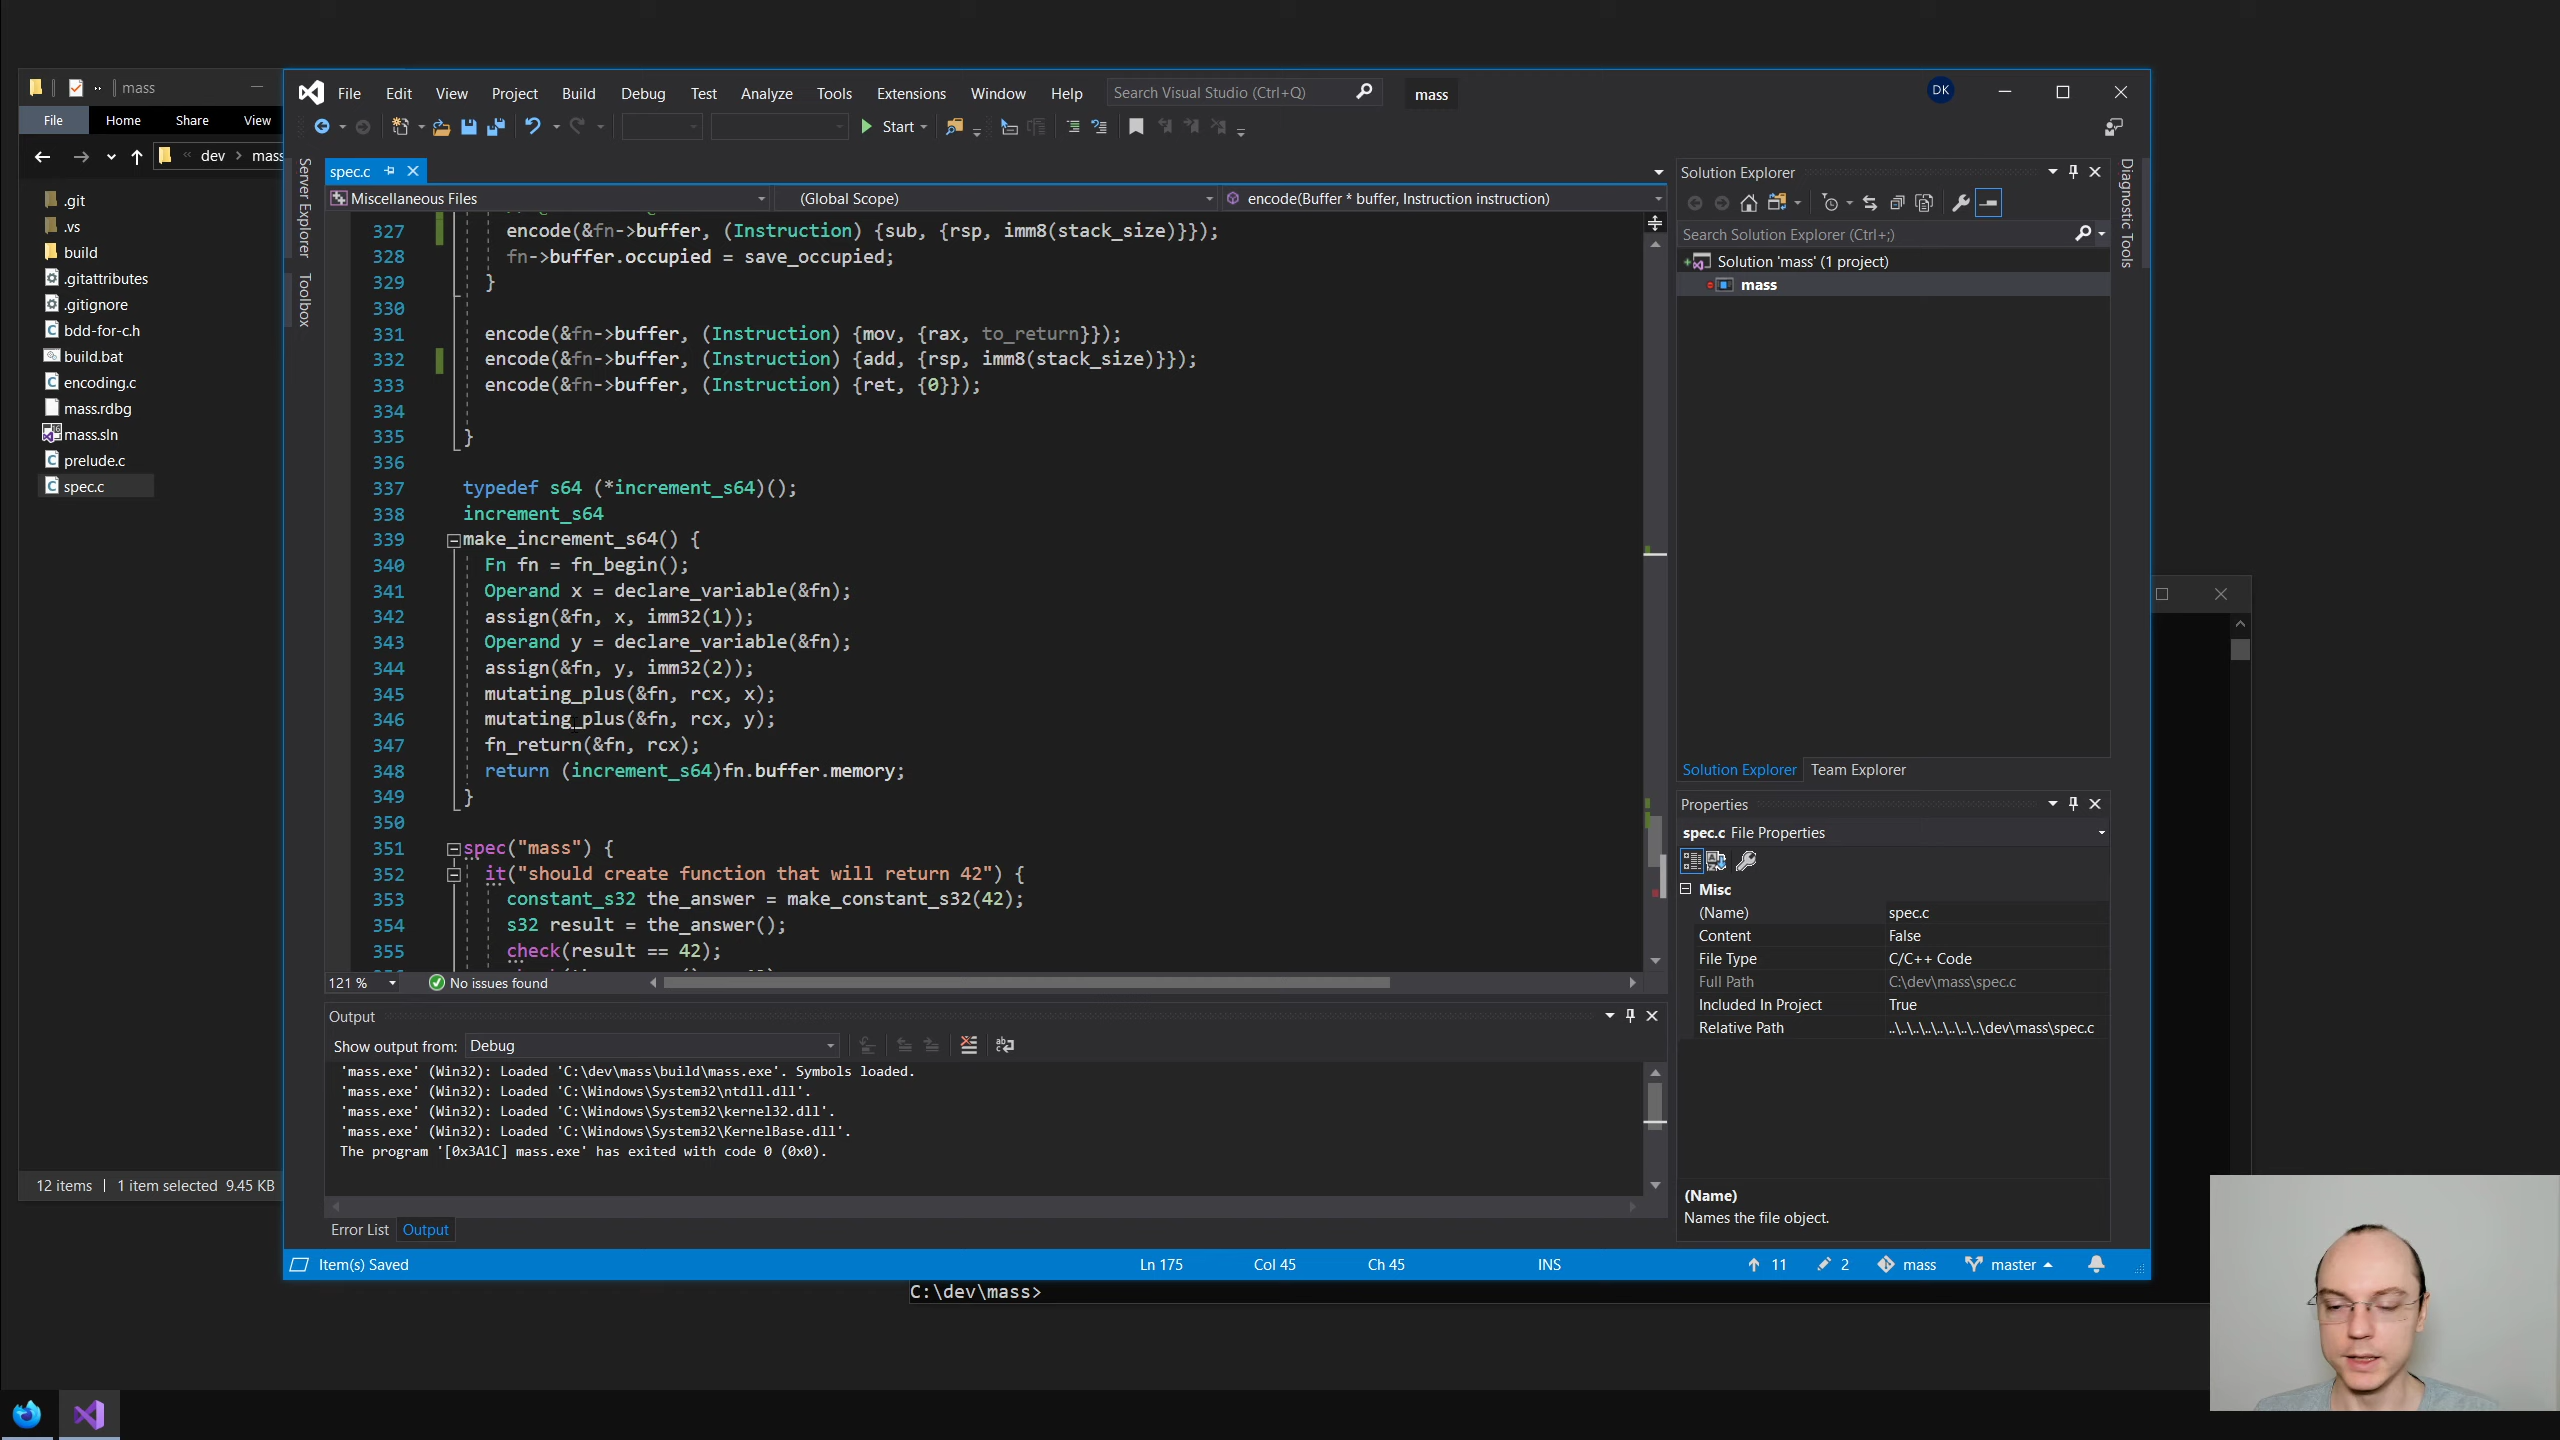 mass
File Home Share View
dev mass
.git
.vs
build
.gitattributes
.gitignore
bdd-for-c.h
build.bat
encoding.c
mass.rdbg
mass.sln
prelude.c
spec.c
12 items 1 item selected 9.45 KB
File Edit View Project Build Debug Test Analyze Tools Extensions Window Help Search Visual Studio (Ctrl+Q) mass DK
Start
Server Explorer
Toolbox
spec.c
Miscellaneous Files (Global Scope) encode(Buffer * buffer, Instruction instruction)
327 encode(&fn->buffer, (Instruction) {sub, {rsp, imm8(stack_size)}});
328 fn->buffer.occupied = save_occupied;
329 }
330
331 encode(&fn->buffer, (Instruction) {mov, {rax, to_return}});
332 encode(&fn->buffer, (Instruction) {add, {rsp, imm8(stack_size)}});
333 encode(&fn->buffer, (Instruction) {ret, {0}});
334
335 }
336
337 typedef s64 (*increment_s64)();
338 increment_s64
339 make_increment_s64() {
340 Fn fn = fn_begin();
341 Operand x = declare_variable(&fn);
342 assign(&fn, x, imm32(1));
343 Operand y = declare_variable(&fn);
344 assign(&fn, y, imm32(2));
345 mutating_plus(&fn, rcx, x);
346 mutating_plus(&fn, rcx, y);
347 fn_return(&fn, rcx);
348 return (increment_s64)fn.buffer.memory;
349 }
350
351 spec("mass") {
352 it("should create function that will return 42") {
353 constant_s32 the_answer = make_constant_s32(42);
354 s32 result = the_answer();
355 check(result == 42);
121 % No issues found
Output
Show output from: Debug
'mass.exe' (Win32): Loaded 'C:\dev\mass\build\mass.exe'. Symbols loaded.
'mass.exe' (Win32): Loaded 'C:\Windows\System32\ntdll.dll'.
'mass.exe' (Win32): Loaded 'C:\Windows\System32\kernel32.dll'.
'mass.exe' (Win32): Loaded 'C:\Windows\System32\KernelBase.dll'.
The program '[0x3A1C] mass.exe' has exited with code 0 (0x0).
Error List Output
Item(s) Saved Ln 175 Col 45 Ch 45 INS 11 2 mass master
Solution Explorer
Search Solution Explorer (Ctrl+;)
Solution 'mass' (1 project)
mass
Solution Explorer Team Explorer
Properties
spec.c File Properties
Misc
(Name) spec.c
Content False
File Type C/C++ Code
Full Path C:\dev\mass\spec.c
Included In Project True
Relative Path ..\..\..\..\..\..\..\dev\mass\spec.c
(Name)
Names the file object.
Diagnostic Tools
C:\dev\mass>